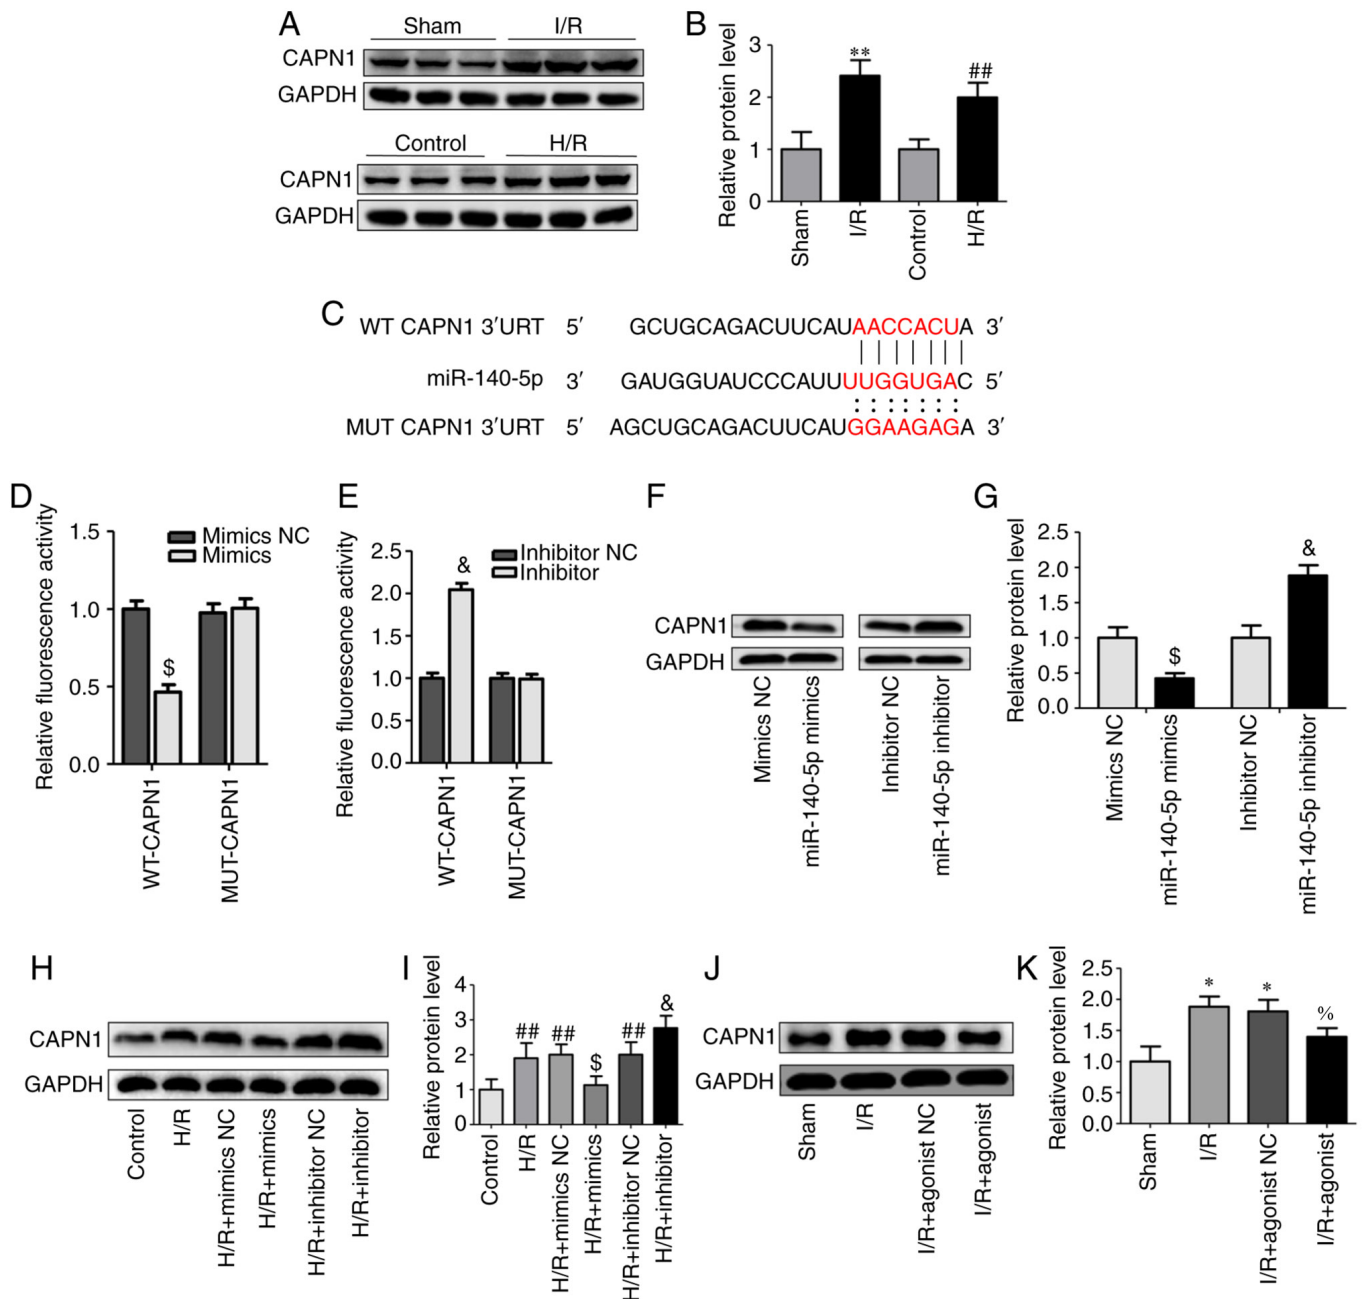 A
Sham I/R
CAPN1
GAPDH
Control H/R
CAPN1
GAPDH
B
Relative protein level
3
2
1
0
**
##
Sham
I/R
Control
H/R
C
WT CAPN1 3′URT 5′ GCUGCAGACUUCAUAACCACUA 3′
miR-140-5p 3′ GAUGGUAUCCCAUUUUGGUGAC 5′
MUT CAPN1 3′URT 5′ AGCUGCAGACUUCAUGGAAGAGA 3′
D
Relative fluorescence activity
1.5
1.0
0.5
0.0
Mimics NC
Mimics
$
WT-CAPN1
MUT-CAPN1
E
Relative fluorescence activity
2.5
2.0
1.5
1.0
0.5
0.0
Inhibitor NC
Inhibitor
&
WT-CAPN1
MUT-CAPN1
F
CAPN1
GAPDH
Mimics NC
miR-140-5p mimics
Inhibitor NC
miR-140-5p inhibitor
G
Relative protein level
2.5
2.0
1.5
1.0
0.5
0.0
$
&
Mimics NC
miR-140-5p mimics
Inhibitor NC
miR-140-5p inhibitor
H
CAPN1
GAPDH
Control
H/R
H/R+mimics NC
H/R+mimics
H/R+inhibitor NC
H/R+inhibitor
I
Relative protein level
4
3
2
1
0
##
##
$
##
&
Control
H/R
H/R+mimics NC
H/R+mimics
H/R+inhibitor NC
H/R+inhibitor
J
CAPN1
GAPDH
Sham
I/R
I/R+agonist NC
I/R+agonist
K
Relative protein level
2.5
2.0
1.5
1.0
0.5
0.0
*
*
%
Sham
I/R
I/R+agonist NC
I/R+agonist